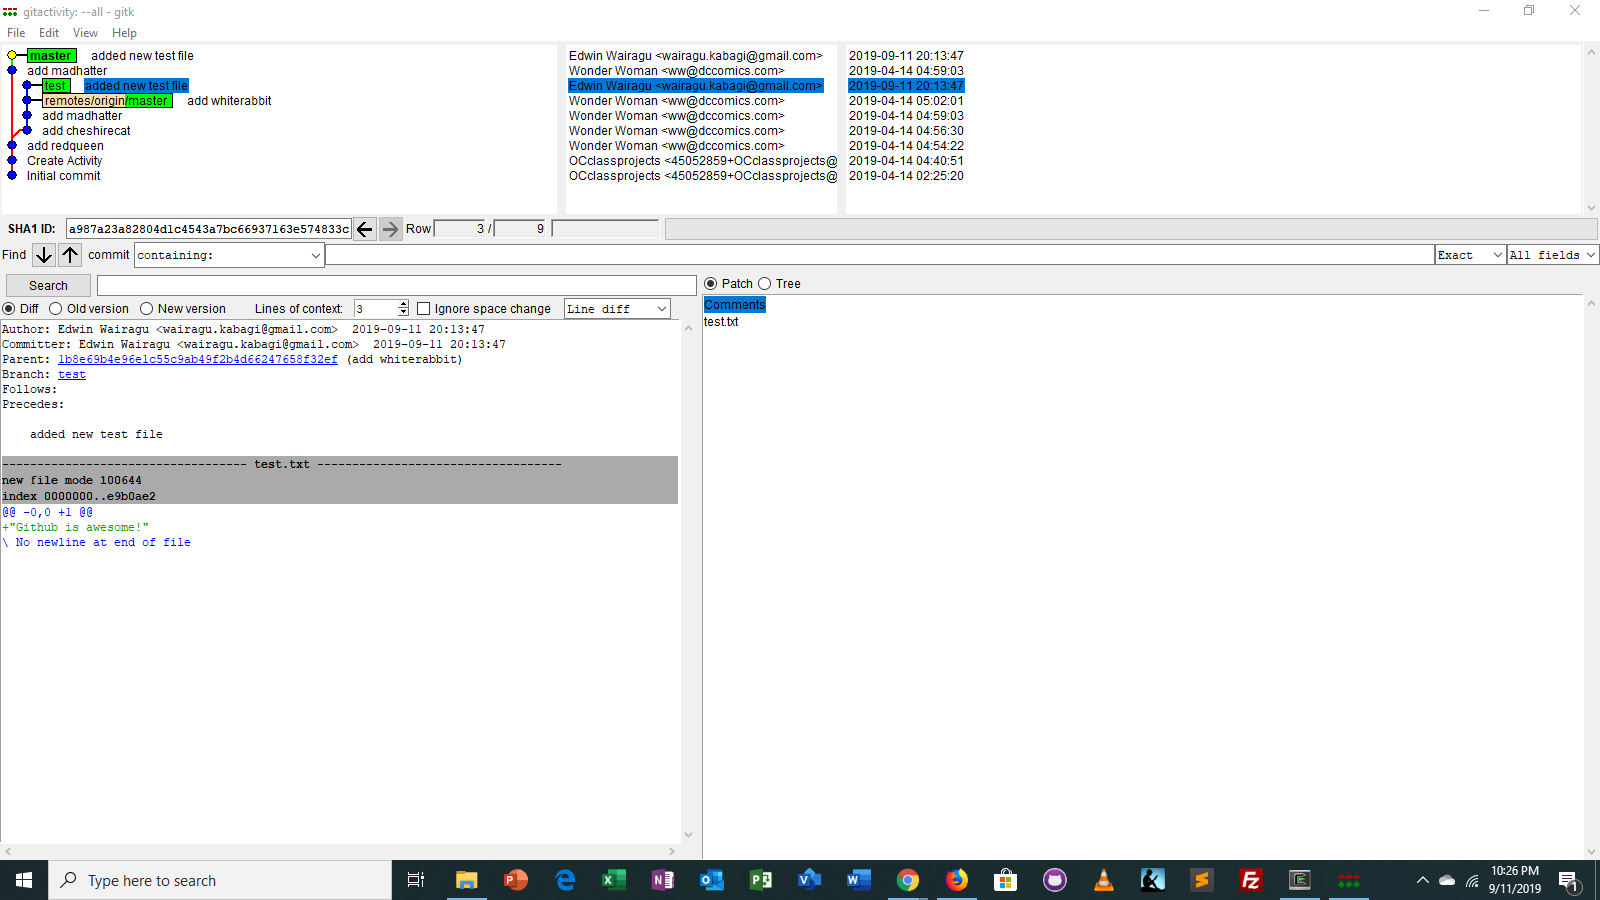 gitactivity: --all - gitk
File Edit View Help
master added new test file Edwin Wairagu <wairagu.kabagi@gmail.com> 2019-09-11 20:13:47
add madhatter Wonder Woman <ww@dccomics.com> 2019-04-14 04:59:03
test added new test file Edwin Wairagu <wairagu.kabagi@gmail.com> 2019-09-11 20:13:47
remotes/origin/master add whiterabbit Wonder Woman <ww@dccomics.com> 2019-04-14 05:02:01
add madhatter Wonder Woman <ww@dccomics.com> 2019-04-14 04:59:03
add cheshirecat Wonder Woman <ww@dccomics.com> 2019-04-14 04:56:30
add redqueen Wonder Woman <ww@dccomics.com> 2019-04-14 04:54:22
Create Activity OCclassprojects <45052859+OCclassprojects@ 2019-04-14 04:40:51
Initial commit OCclassprojects <45052859+OCclassprojects@ 2019-04-14 02:25:20
SHA1 ID: a987a23a82804d1c4543a7bc66937163e574833c Row 3 / 9
Find commit containing: Exact All fields
Search Patch Tree
Diff Old version New version Lines of context: 3 Ignore space change Line diff
Comments
test.txt
Author: Edwin Wairagu <wairagu.kabagi@gmail.com> 2019-09-11 20:13:47
Committer: Edwin Wairagu <wairagu.kabagi@gmail.com> 2019-09-11 20:13:47
Parent: 1b8e69b4e96e1c55c9ab49f2b4d66247658f32ef (add whiterabbit)
Branch: test
Follows:
Precedes:
added new test file
----------------------------------- test.txt -----------------------------------
new file mode 100644
index 0000000..e9b0ae2
@@ -0,0 +1 @@
+"Github is awesome!"
\ No newline at end of file
Type here to search
10:26 PM
9/11/2019
1